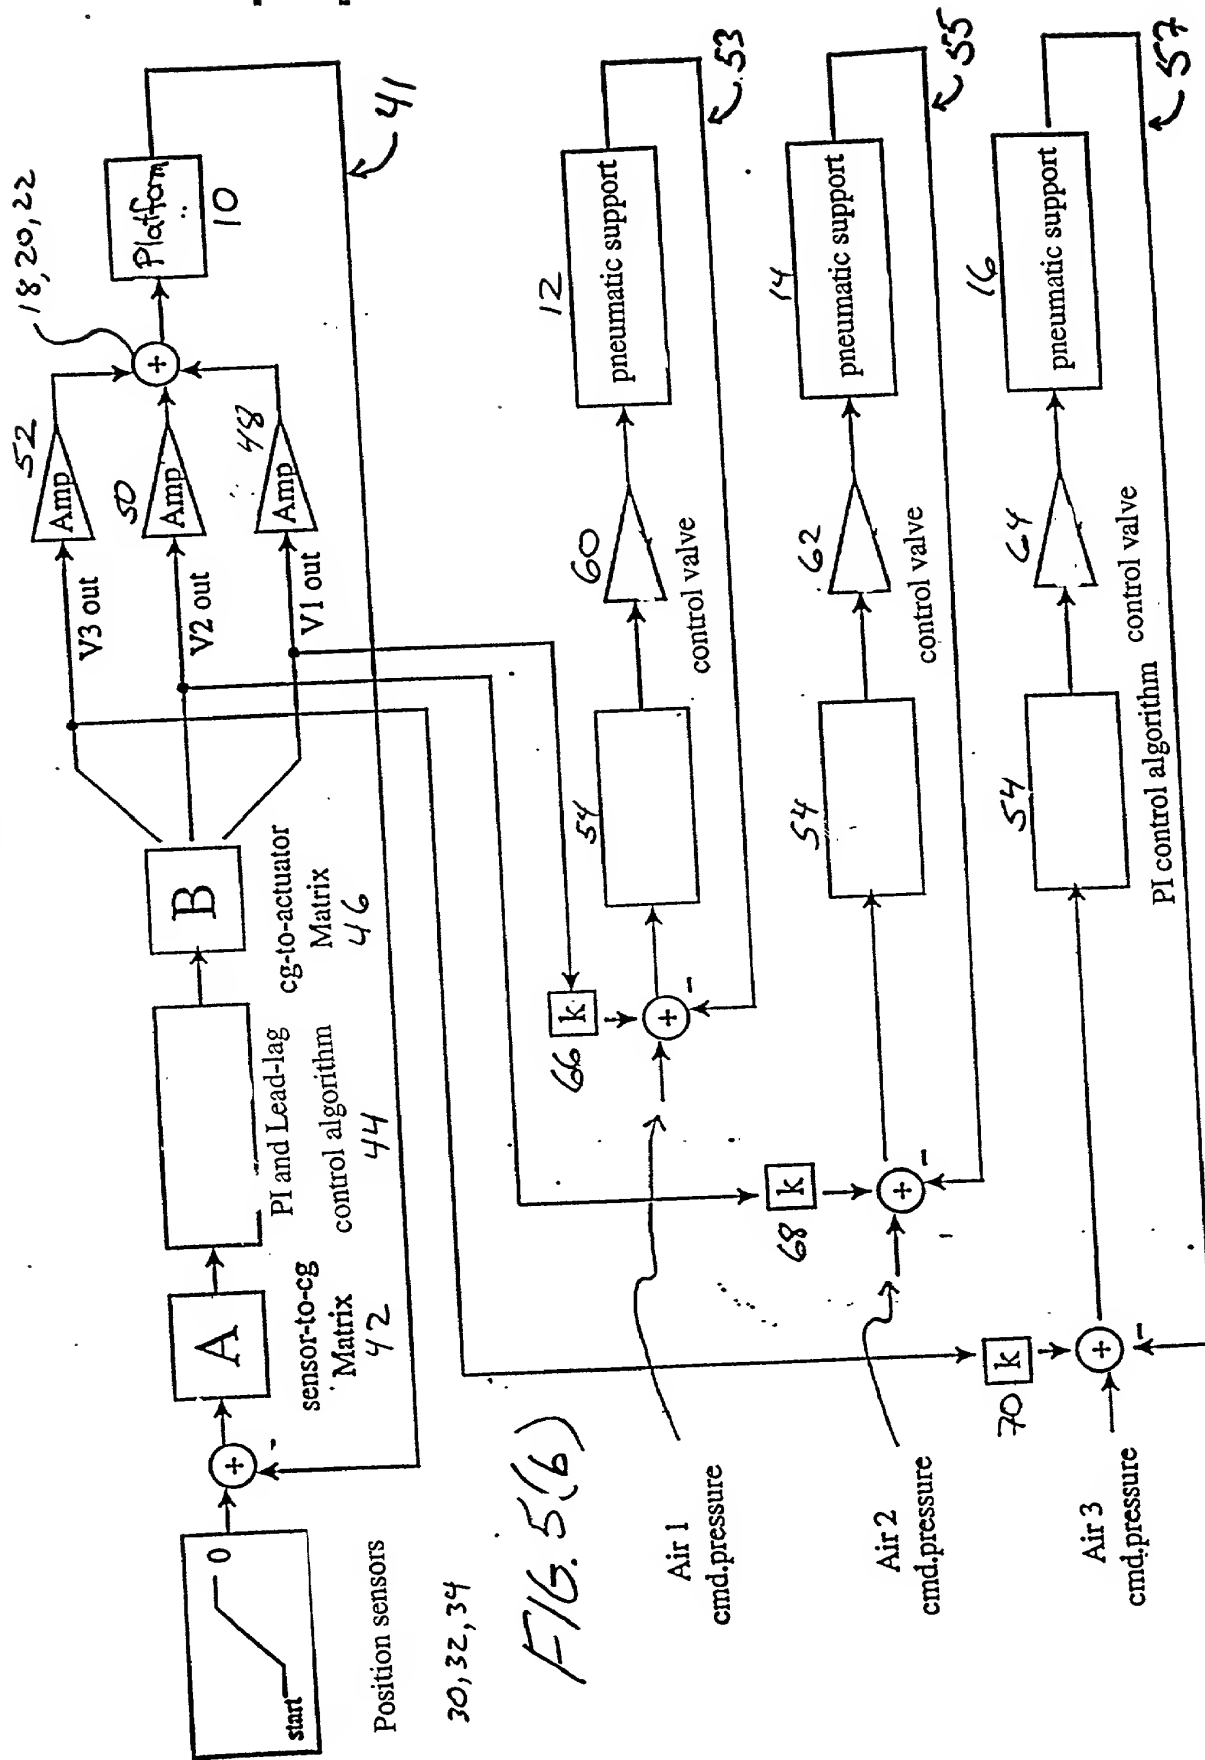 start
0
Position sensors
30,32,34
+
-
A
sensor-to-cg
Matrix
42
PI and Lead-lag
control algorithm
44
B
cg-to-actuator
Matrix
46
V3 out
V2 out
V1 out
Amp
52
Amp
50
Amp
48
+
18,20,22
Platform
10
41
FIG. 5(b)
Air 1
cmd.pressure
66
k
+
-
54
60
control valve
12
pneumatic support
53
Air 2
cmd.pressure
68
k
+
-
54
62
control valve
14
pneumatic support
55
Air 3
cmd.pressure
70
k
+
-
54
PI control algorithm
64
control valve
16
pneumatic support
57